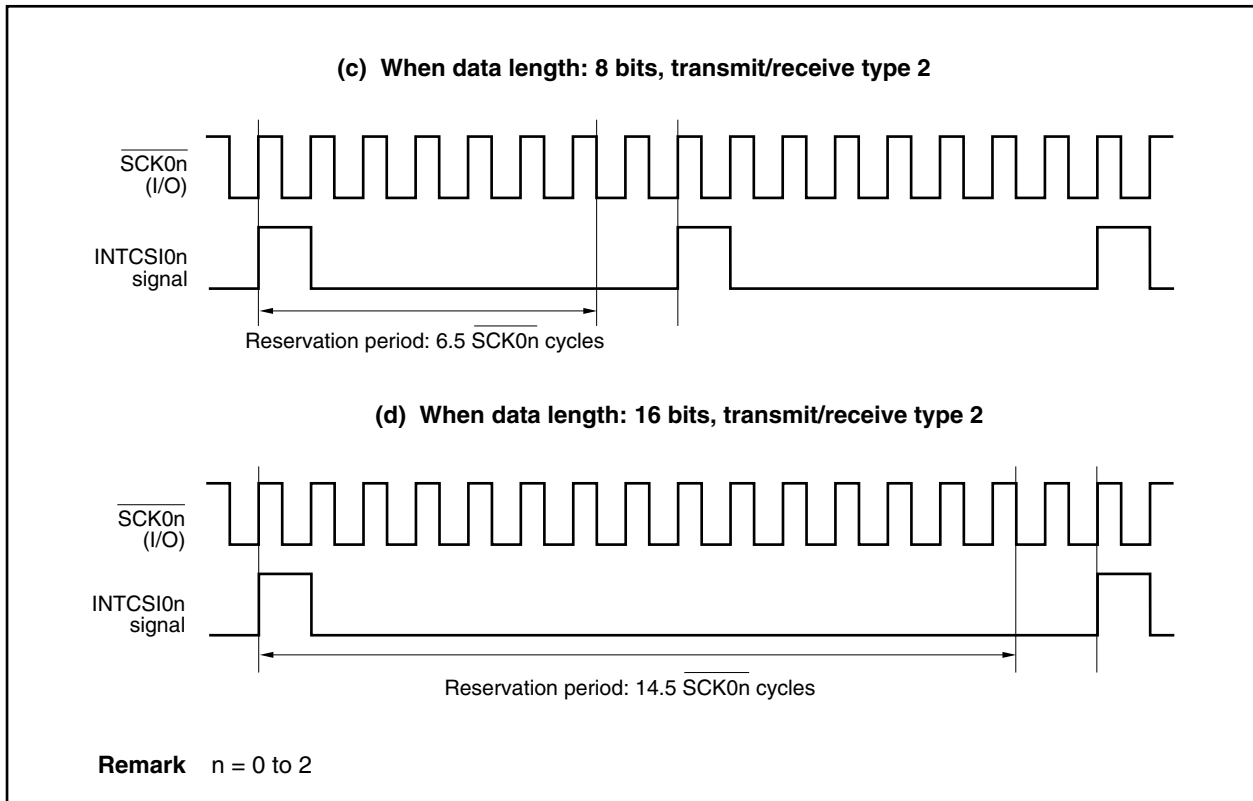 (c) When data length: 8 bits, transmit/receive type 2
SCK0n
(I/O)
INTCSI0n
signal
Reservation period: 6.5 SCK0n cycles
(d) When data length: 16 bits, transmit/receive type 2
SCK0n
(I/O)
INTCSI0n
signal
Reservation period: 14.5 SCK0n cycles
Remark n = 0 to 2